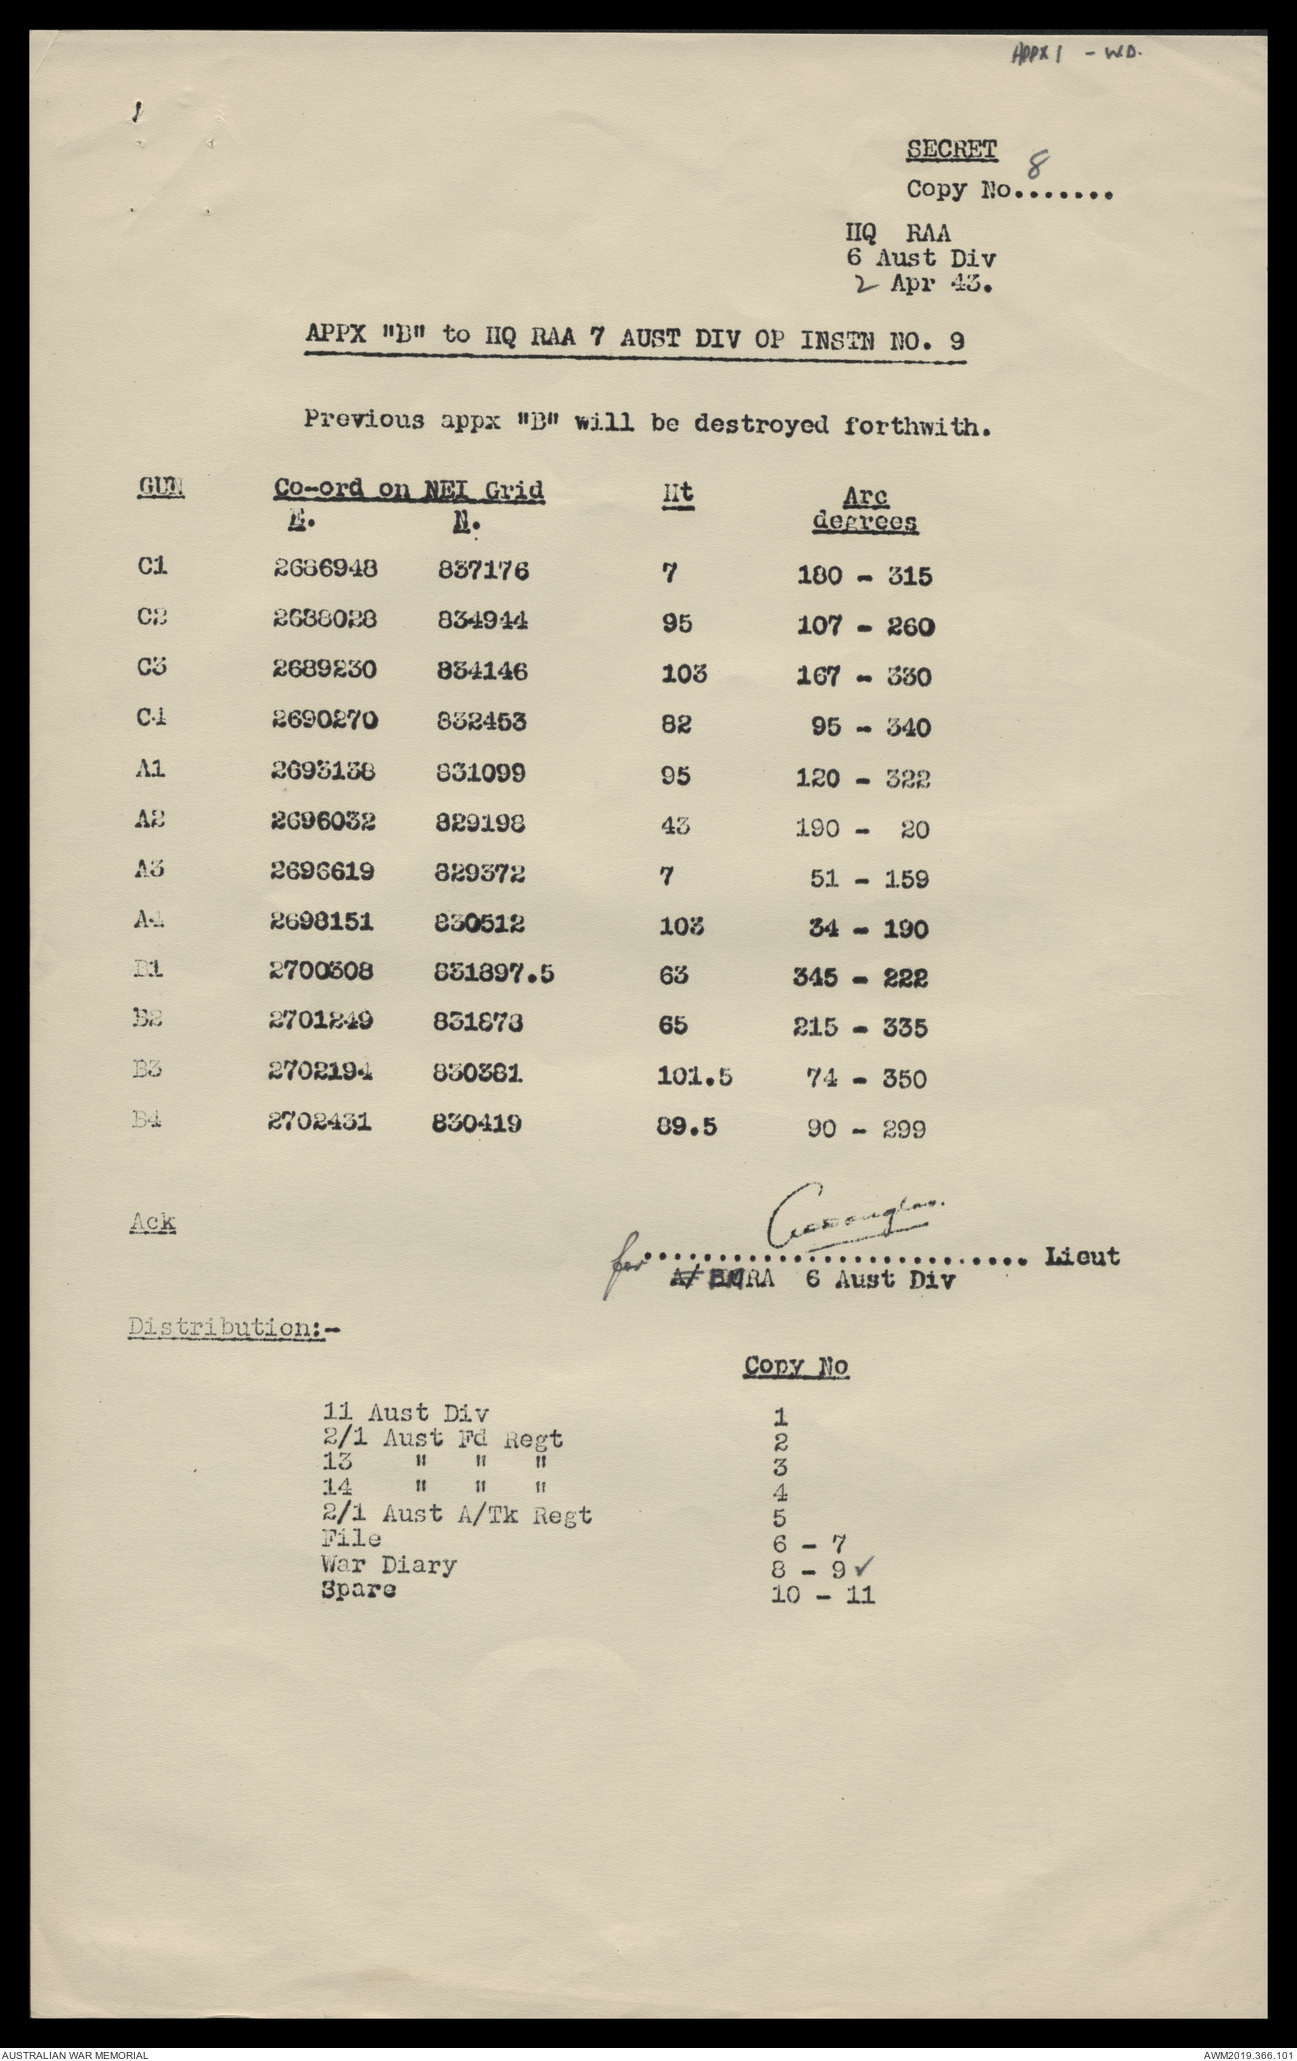 APPX 1 - W.D.
SECRET
8
Copy No.......
HQ RAA
6 Aust Div
2 Apr 43.
APPX "B" to HQ RAA 7 AUST DIV OP INSTN NO. 9
Previous appx "B" will be destroyed forthwith.
GUN Co-ord on NEI Grid Ht Arc
E. N. degrees
C1 2686948 837176 7 180 - 315
C2 2688028 834944 95 107 - 260
C3 2689230 834146 103 167 - 330
C4 2690270 832453 82 95 - 340
A1 2693138 831099 95 120 - 322
A2 2696032 829198 43 190 - 20
A3 2696619 829372 7 51 - 159
A4 2698151 830512 103 34 - 190
B1 2700308 831897.5 63 345 - 222
B2 2701249 831878 65 215 - 335
B3 2702194 830381 101.5 74 - 350
B4 2702431 830419 89.5 90 - 299
Ack
for .......................... Lieut
A/ BMRA 6 Aust Div
Distribution:-
Copy No
11 Aust Div 1
2/1 Aust Fd Regt 2
13 " " " 3
14 " " " 4
2/1 Aust A/Tk Regt 5
File 6 - 7
War Diary 8 - 9 ✓
Spare 10 - 11
AUSTRALIAN WAR MEMORIAL AWM2019.366.101